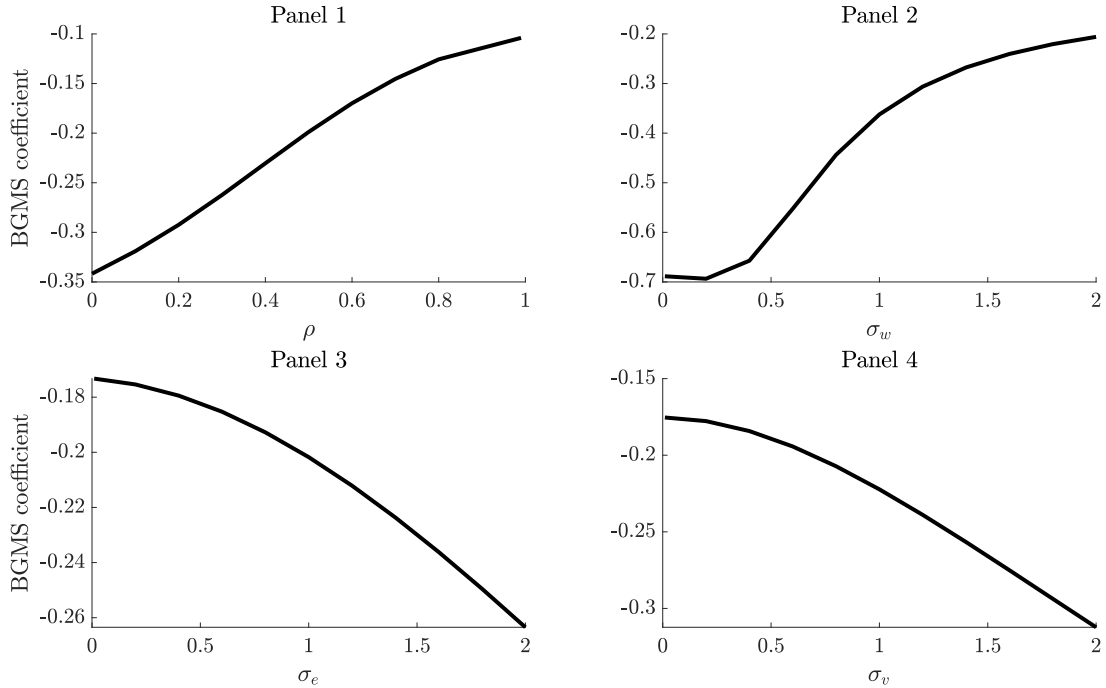 Panel 1
BGMS coefficient
-0.1
-0.15
-0.2
-0.25
-0.3
-0.35
0 0.2 0.4 0.6 0.8 1
ρ
Panel 2
-0.2
-0.3
-0.4
-0.5
-0.6
-0.7
0 0.5 1 1.5 2
σ_w
Panel 3
BGMS coefficient
-0.18
-0.2
-0.22
-0.24
-0.26
0 0.5 1 1.5 2
σ_e
Panel 4
-0.15
-0.2
-0.25
-0.3
0 0.5 1 1.5 2
σ_v